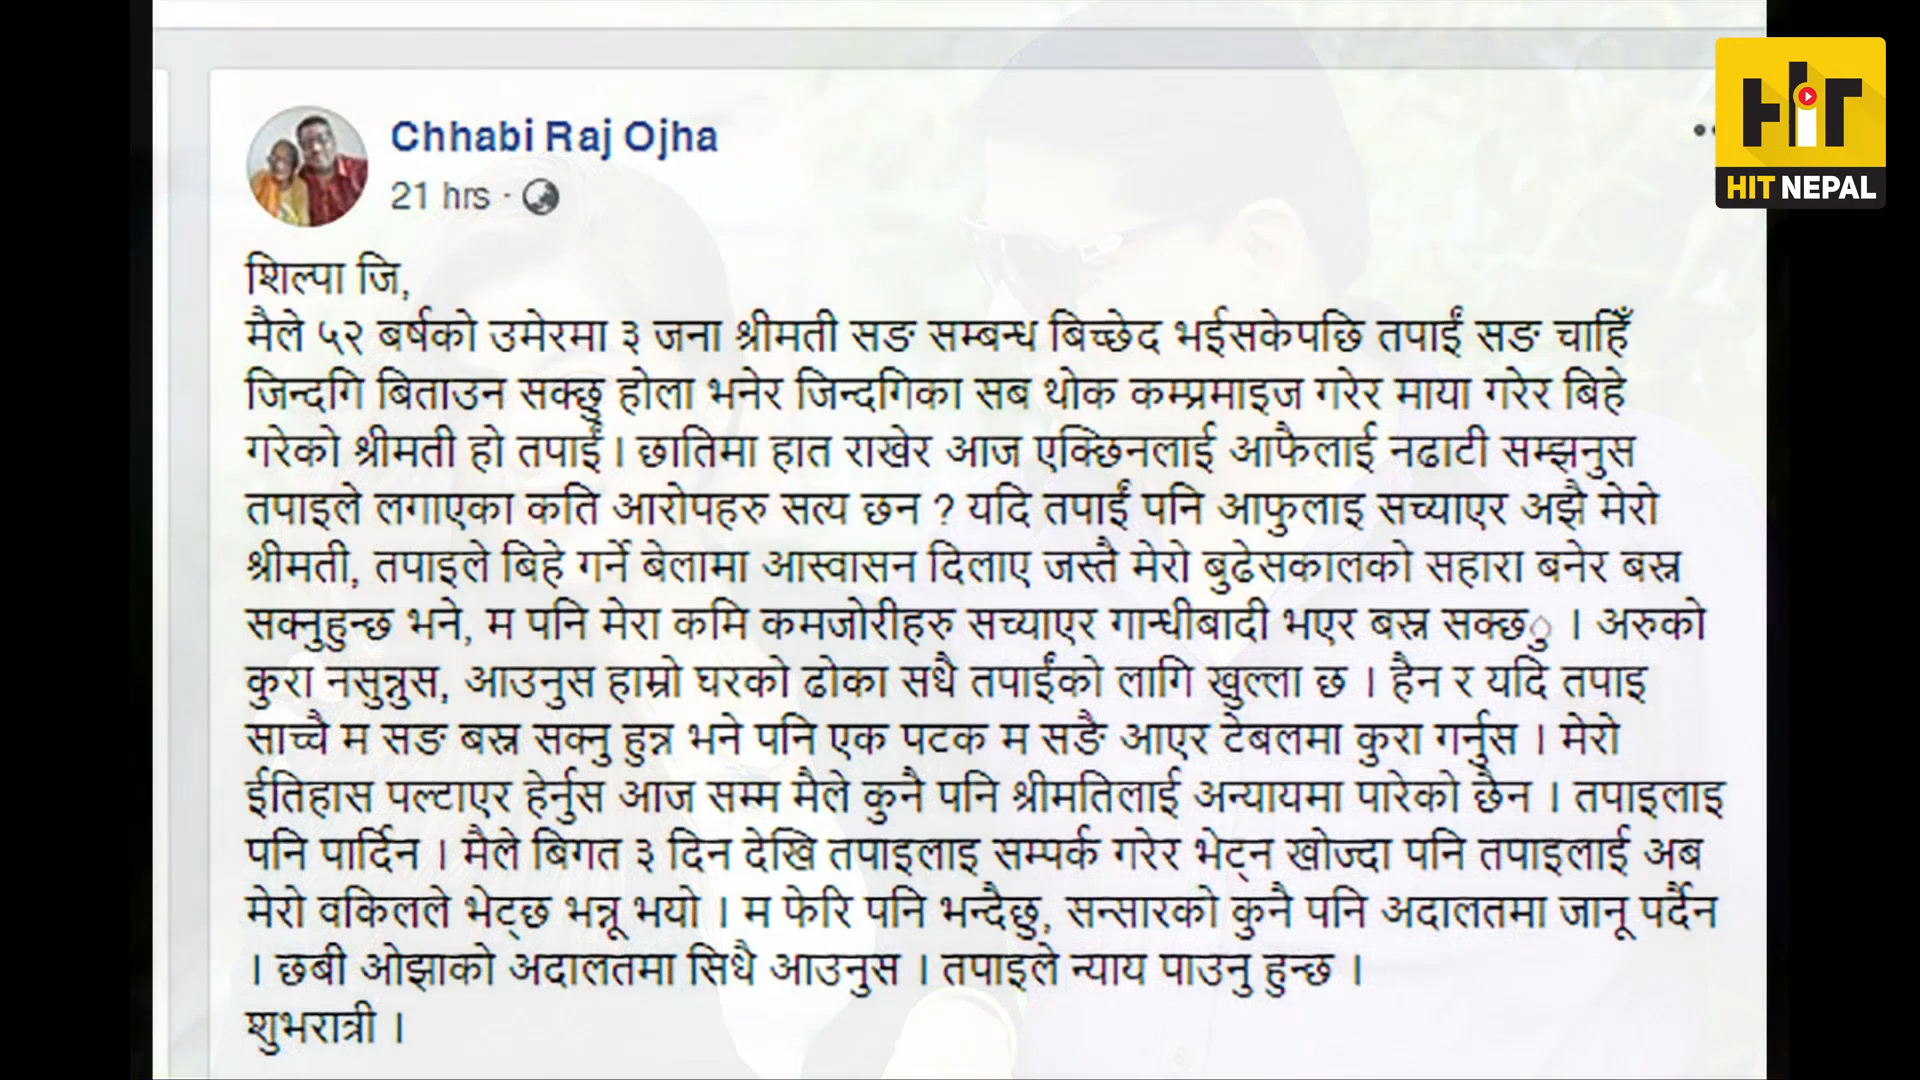 Chhabi Raj Ojha
21 hrs ·
HIT
HIT NEPAL
शिल्पा जि,
मैले ५२ बर्षको उमेरमा ३ जना श्रीमती सङ सम्बन्ध बिच्छेद भईसकेपछि तपाईं सङ चाहिँ
जिन्दगि बिताउन सक्छु होला भनेर जिन्दगिका सब थोक कम्प्रमाइज गरेर माया गरेर बिहे
गरेको श्रीमती हो तपाईं । छातिमा हात राखेर आज एकछिनलाई आफैलाई नढाटी सम्झनुस
तपाइले लगाएका कति आरोपहरु सत्य छन ? यदि तपाईं पनि आफुलाइ सच्याएर अझै मेरो
श्रीमती, तपाइले बिहे गर्ने बेलामा आस्वासन दिलाए जस्तै मेरो बुढेसकालको सहारा बनेर बस्न
सक्नुहुन्छ भने, म पनि मेरा कमि कमजोरीहरु सच्याएर गान्धीबादी भएर बस्न सक्छु । अरुको
कुरा नसुन्नुस, आउनुस हाम्रो घरको ढोका सधै तपाईंको लागि खुल्ला छ । हैन र यदि तपाइ
साच्चै म सङ बस्न सक्नु हुन्न भने पनि एक पटक म सङै आएर टेबलमा कुरा गर्नुस । मेरो
ईतिहास पल्टाएर हेर्नुस आज सम्म मैले कुनै पनि श्रीमतिलाई अन्यायमा पारेको छैन । तपाइलाइ
पनि पार्दिन । मैले बिगत ३ दिन देखि तपाइलाइ सम्पर्क गरेर भेट्न खोज्दा पनि तपाइलाई अब
मेरो वकिलले भेट्छ भन्नू भयो । म फेरि पनि भन्दैछु, सन्सारको कुनै पनि अदालतमा जानू पर्दैन
। छबी ओझाको अदालतमा सिधै आउनुस । तपाइले न्याय पाउनु हुन्छ ।
शुभरात्री ।